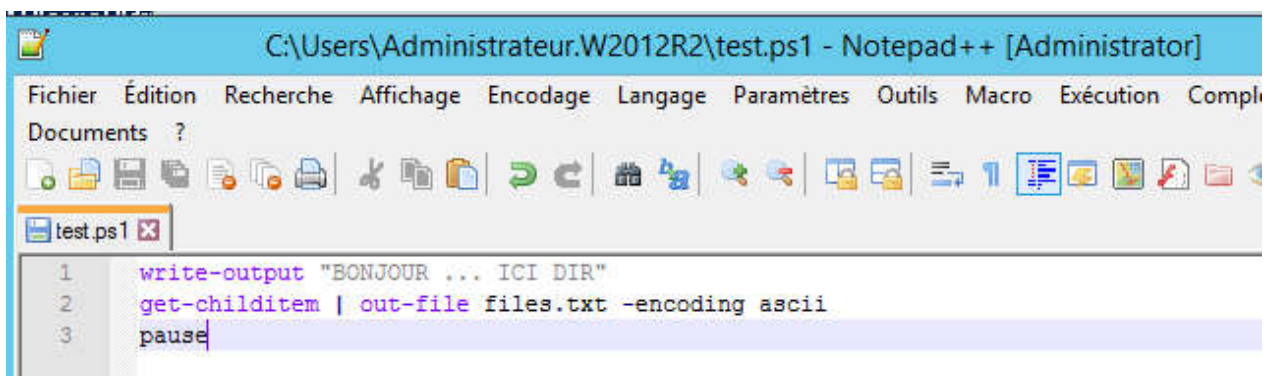 C:\Users\Administrateur.W2012R2\test.ps1 - Notepad++ [Administrator]
Fichier Édition Recherche Affichage Encodage Langage Paramètres Outils Macro Exécution
Documents ?
test.ps1
1 write-output "BONJOUR ... ICI DIR"
2 get-childitem | out-file files.txt -encoding ascii
3 pause